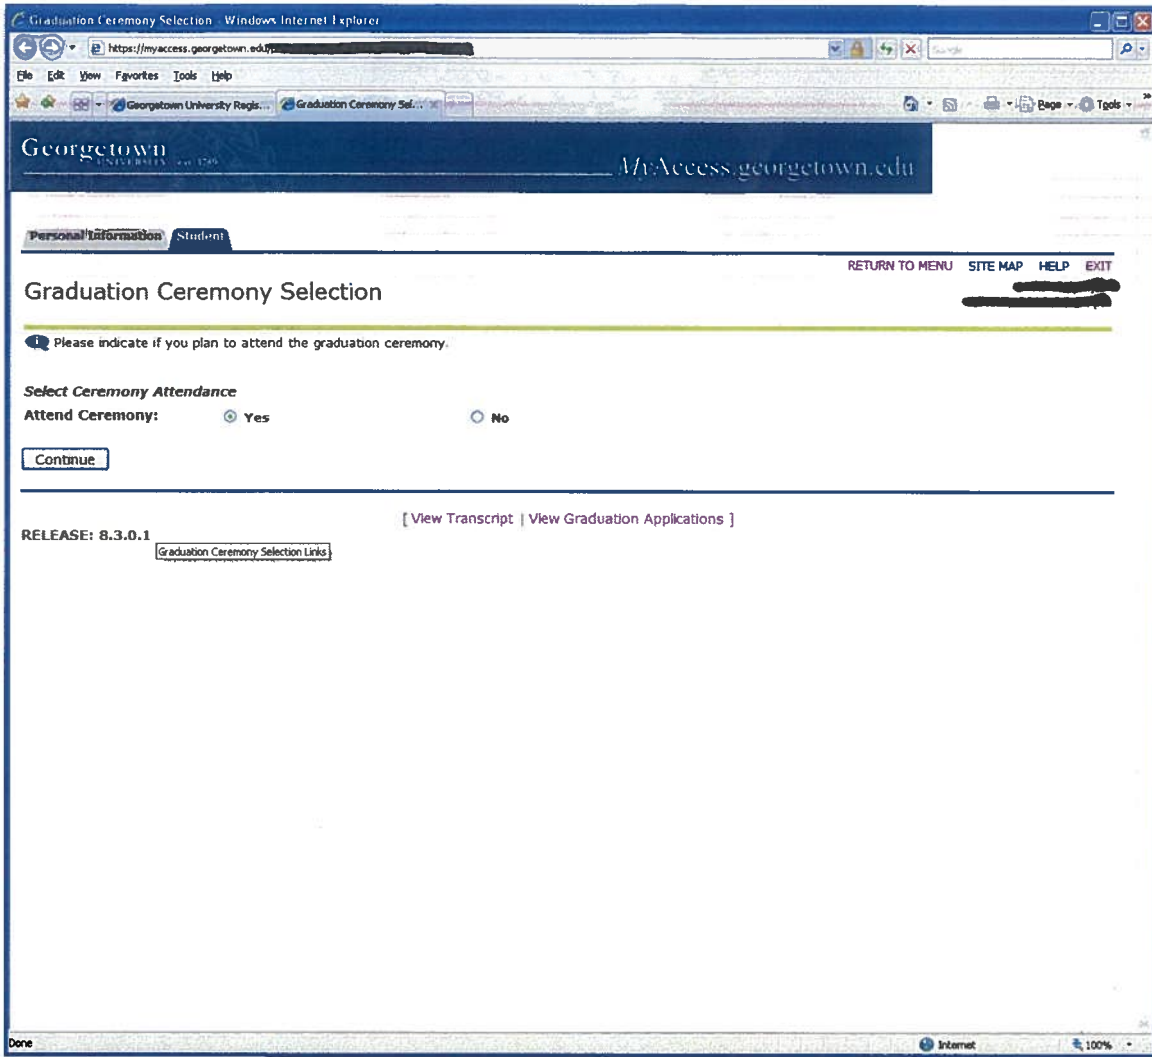 Graduation Ceremony Selection - Windows Internet Explorer
https://myaccess.georgetown.edu/
File Edit View Favorites Tools Help
Georgetown University Regis... Graduation Ceremony Sel... Page Tools
Georgetown
UNIVERSITY
MyAccess.georgetown.edu
Personal Information Student
RETURN TO MENU SITE MAP HELP EXIT
Graduation Ceremony Selection
Please indicate if you plan to attend the graduation ceremony.
Select Ceremony Attendance
Attend Ceremony: Yes No
Continue
[ View Transcript | View Graduation Applications ]
RELEASE: 8.3.0.1
Graduation Ceremony Selection Links
Done Internet 100%